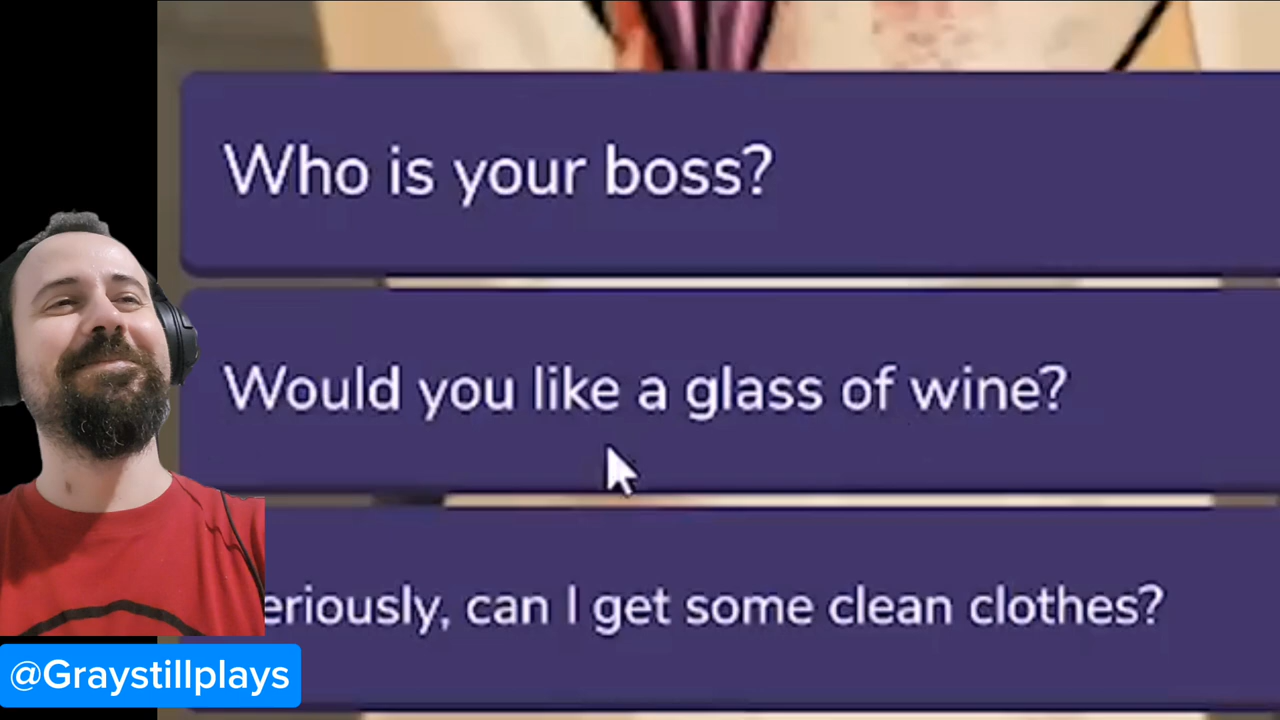 Who is your boss?
Would you like a glass of wine?
eriously, can I get some clean clothes?
@Graystillplays